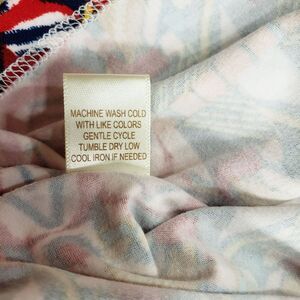 MACHINE WASH COLD
WITH LIKE COLORS
GENTLE CYCLE
TUMBLE DRY LOW
COOL IRON IF NEEDED